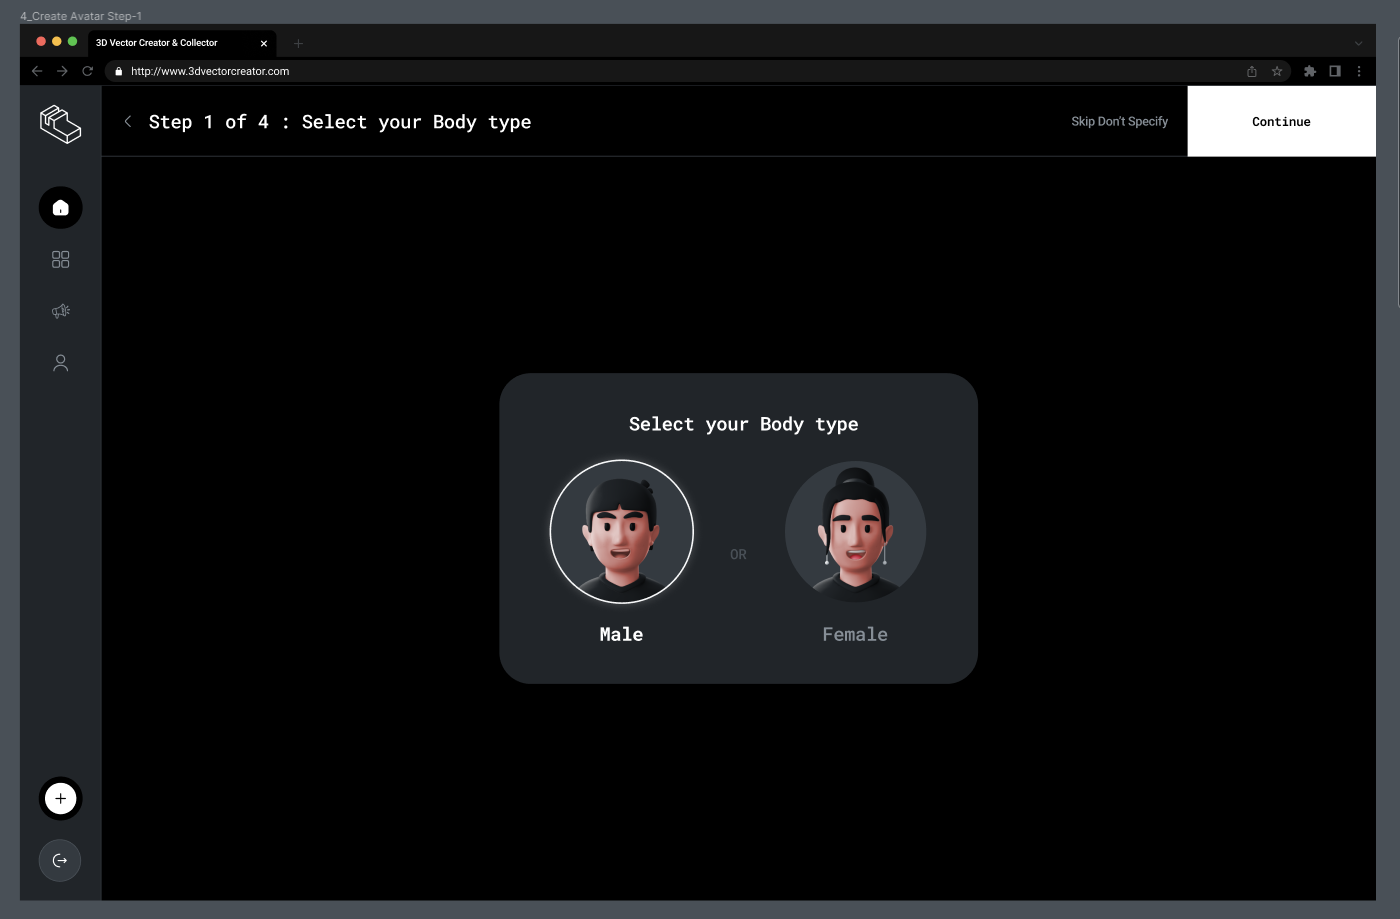 4_Create Avatar Step-1
3D Vector Creator & Collector
http://www.3dvectorcreator.com
Step 1 of 4 : Select your Body type
Skip Don't Specify
Continue
Select your Body type
OR
Male
Female